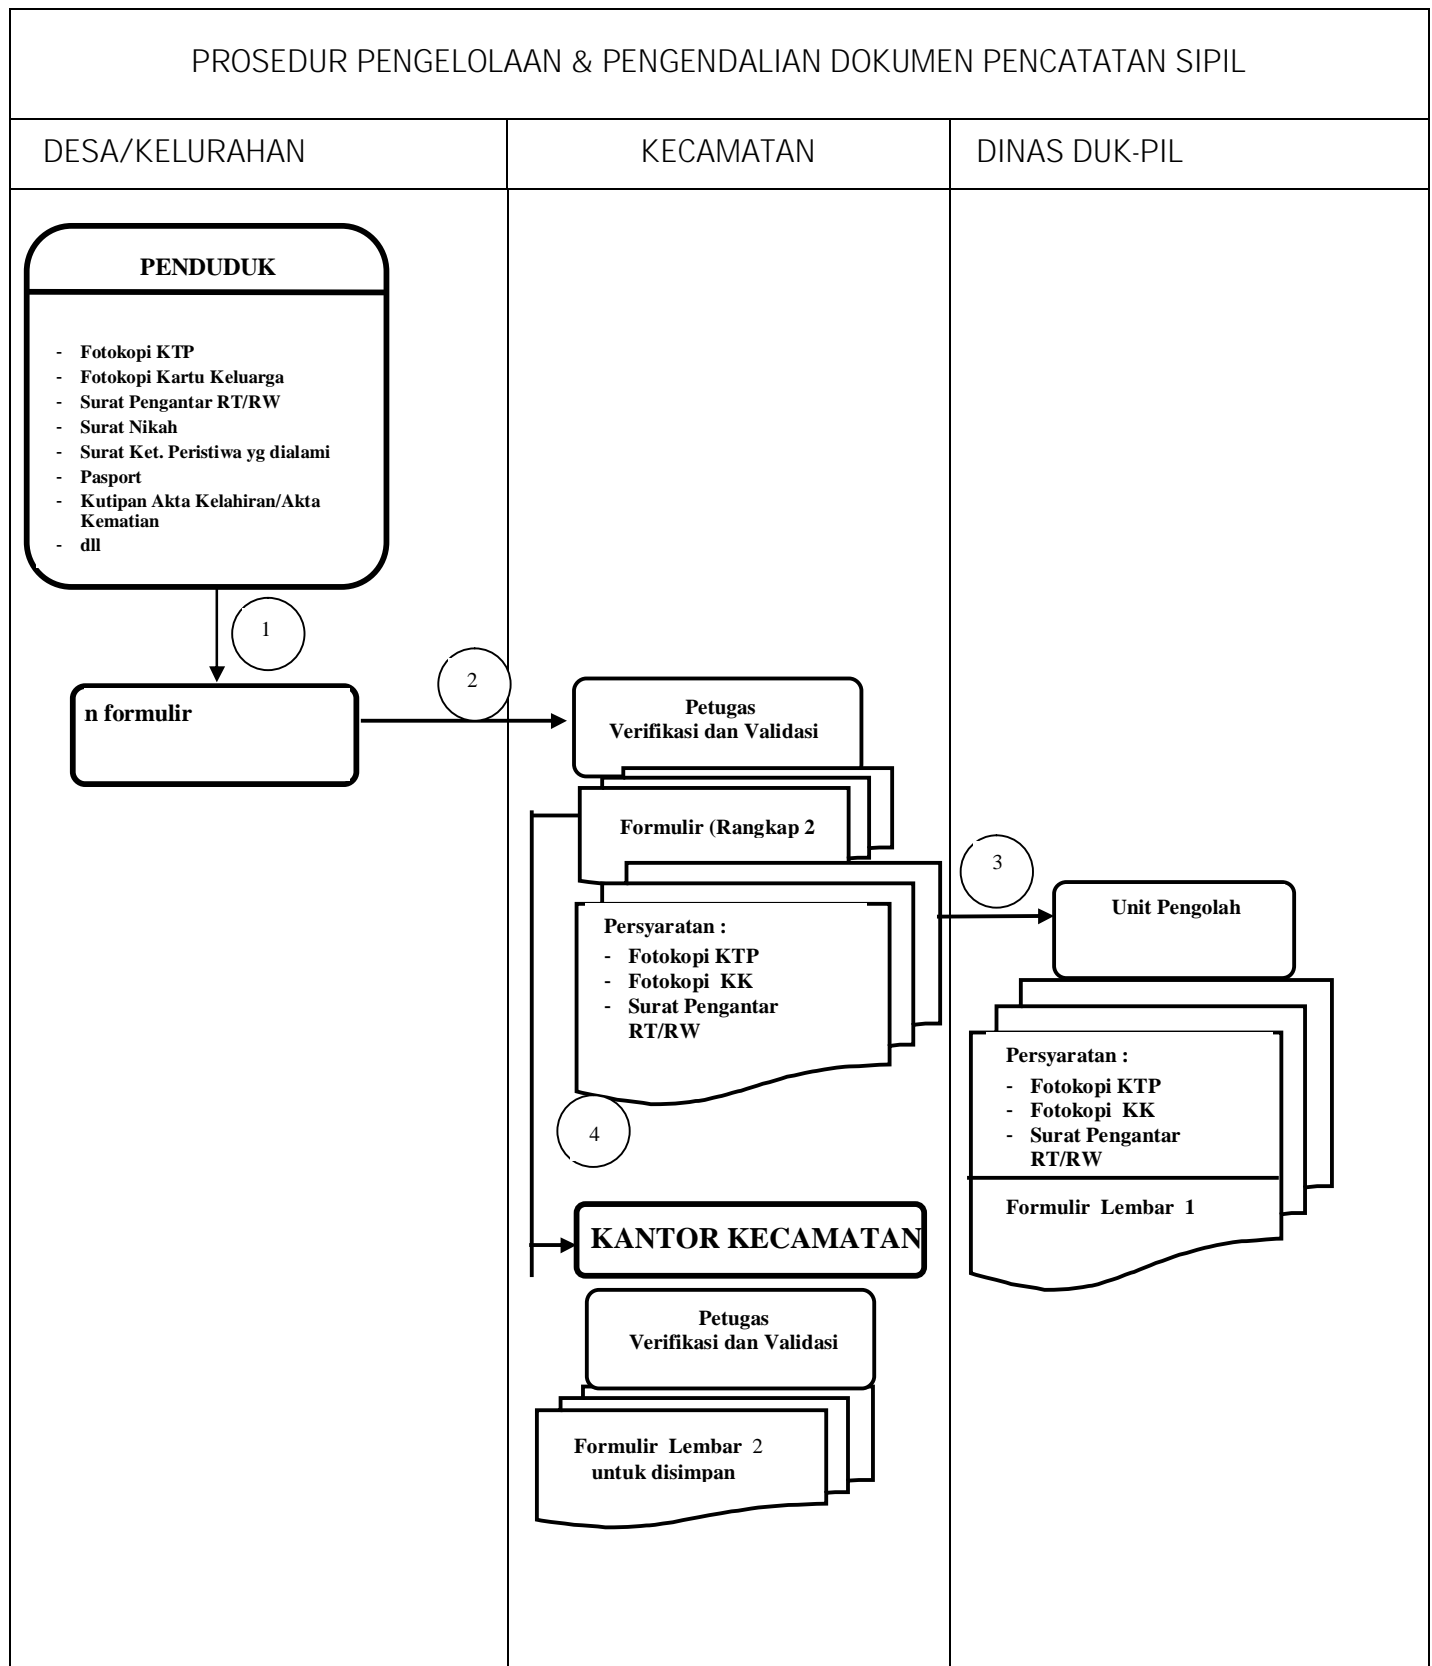 PROSEDUR PENGELOLAAN & PENGENDALIAN DOKUMEN PENCATATAN SIPIL
DESA/KELURAHAN
KECAMATAN
DINAS DUK-PIL
PENDUDUK
- Fotokopi KTP
- Fotokopi Kartu Keluarga
- Surat Pengantar RT/RW
- Surat Nikah
- Surat Ket. Peristiwa yg dialami
- Pasport
- Kutipan Akta Kelahiran/Akta
Kematian
- dll
1
n formulir
2
Petugas
Verifikasi dan Validasi
Formulir (Rangkap 2
Persyaratan :
- Fotokopi KTP
- Fotokopi KK
- Surat Pengantar
RT/RW
3
Unit Pengolah
Persyaratan :
- Fotokopi KTP
- Fotokopi KK
- Surat Pengantar
RT/RW
Formulir Lembar 1
4
KANTOR KECAMATAN
Petugas
Verifikasi dan Validasi
Formulir Lembar 2
untuk disimpan